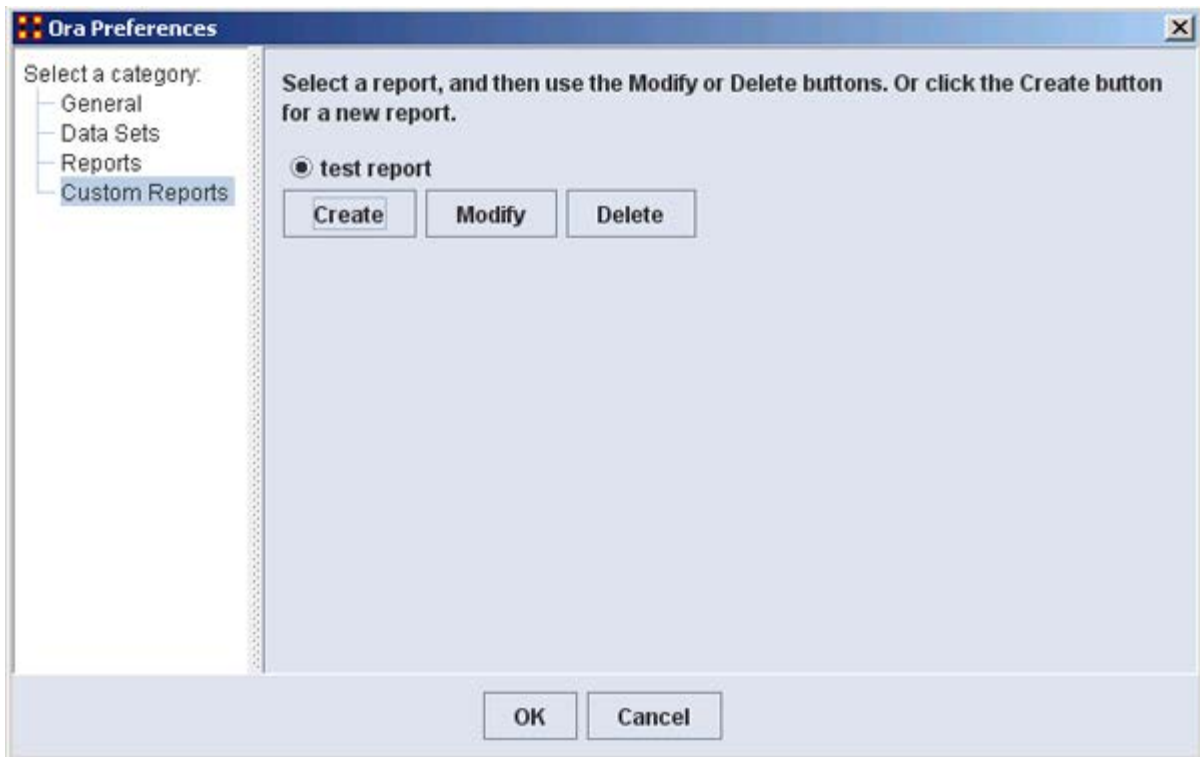 Ora Preferences
Select a category:
General
Data Sets
Reports
Custom Reports
Select a report, and then use the Modify or Delete buttons. Or click the Create button
for a new report.
test report
Create Modify Delete
OK Cancel